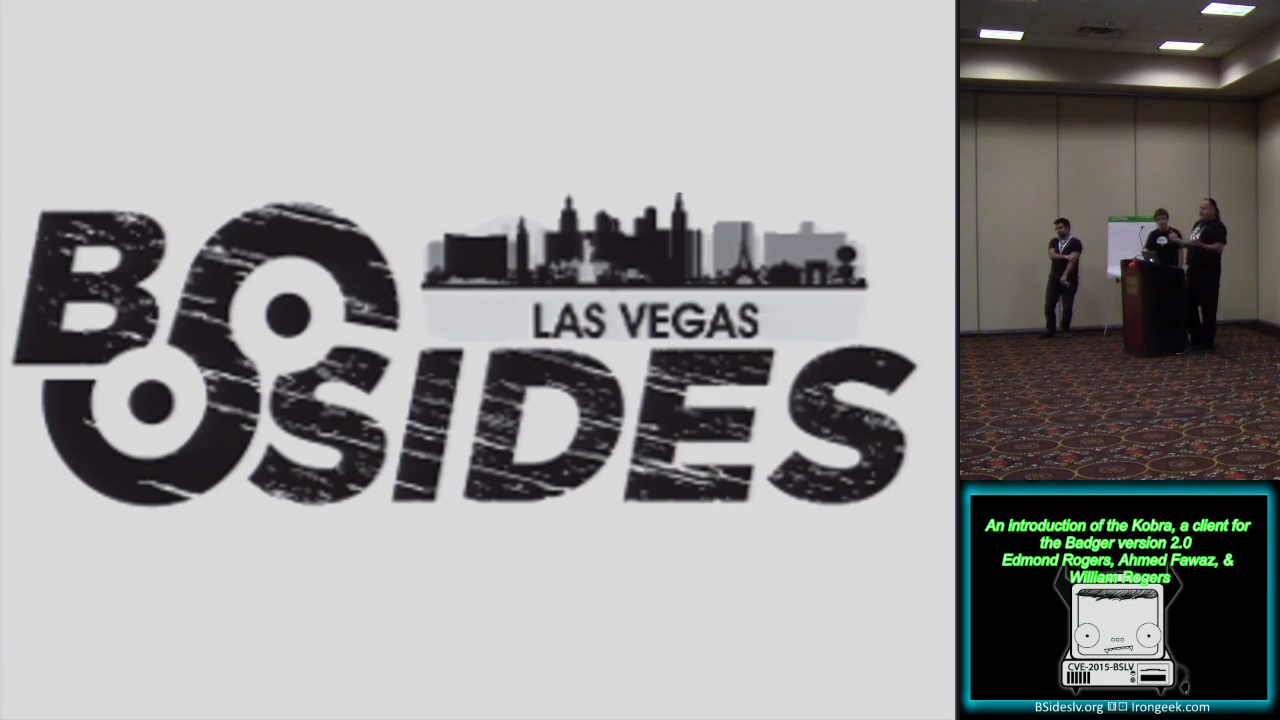 BSIDES
LAS VEGAS
An introduction of the Kobra, a client for
the Badger version 2.0
Edmond Rogers, Ahmed Fawaz, &
William Rogers
CVE-2015-BSLV
BSideslv.org Irongeek.com